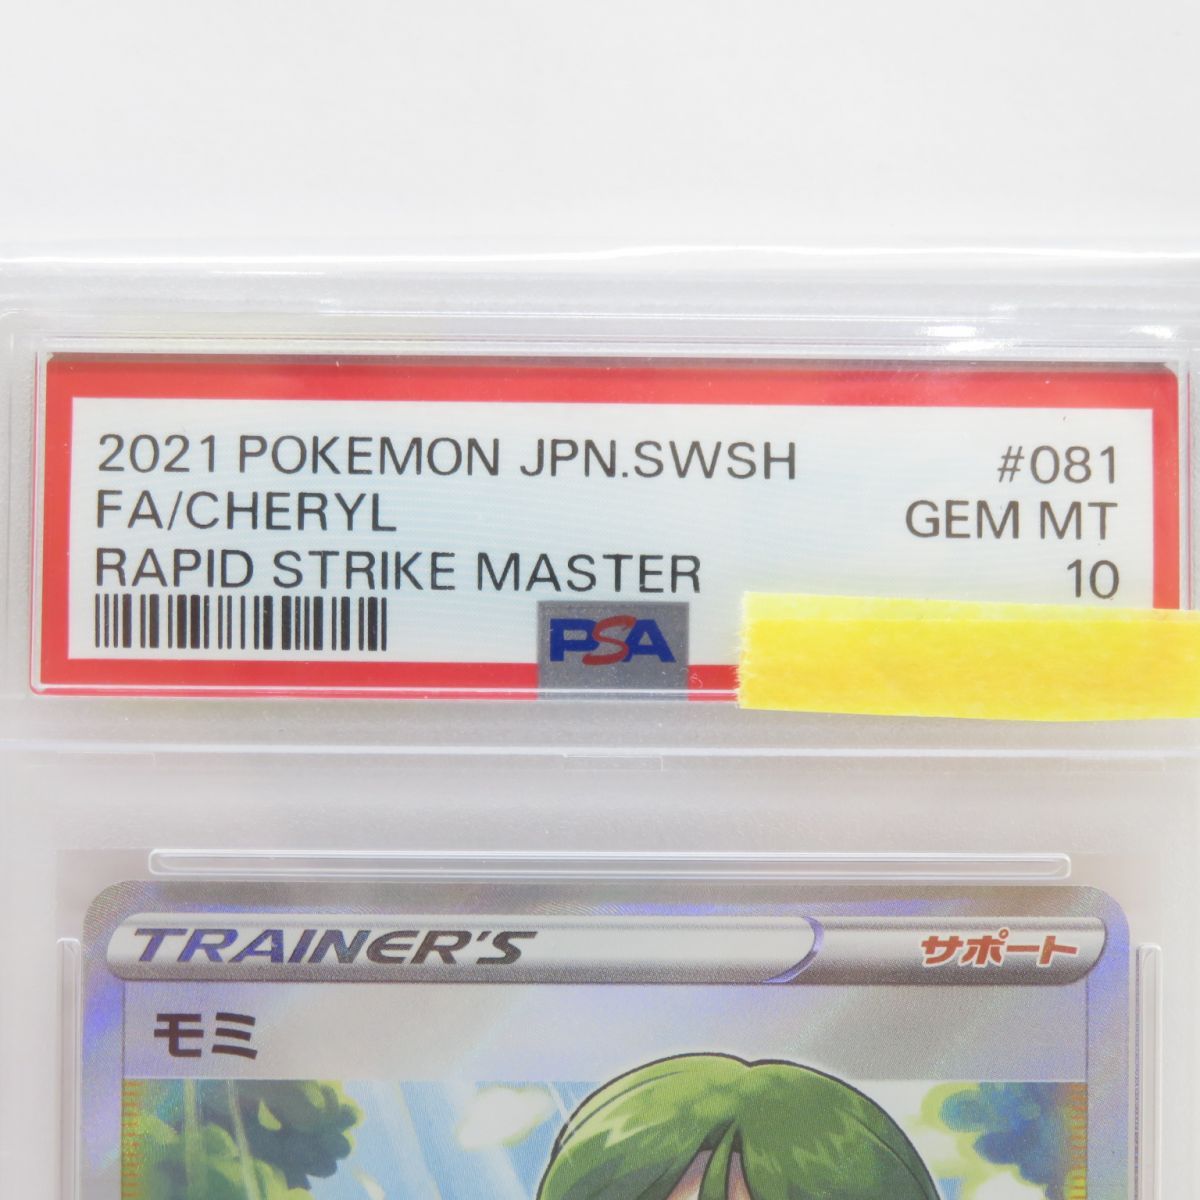 2021 POKEMON JPN.SWSH #081
FA/CHERYL GEM MT
RAPID STRIKE MASTER 10
PSA
TRAINER'S サポート
モミ